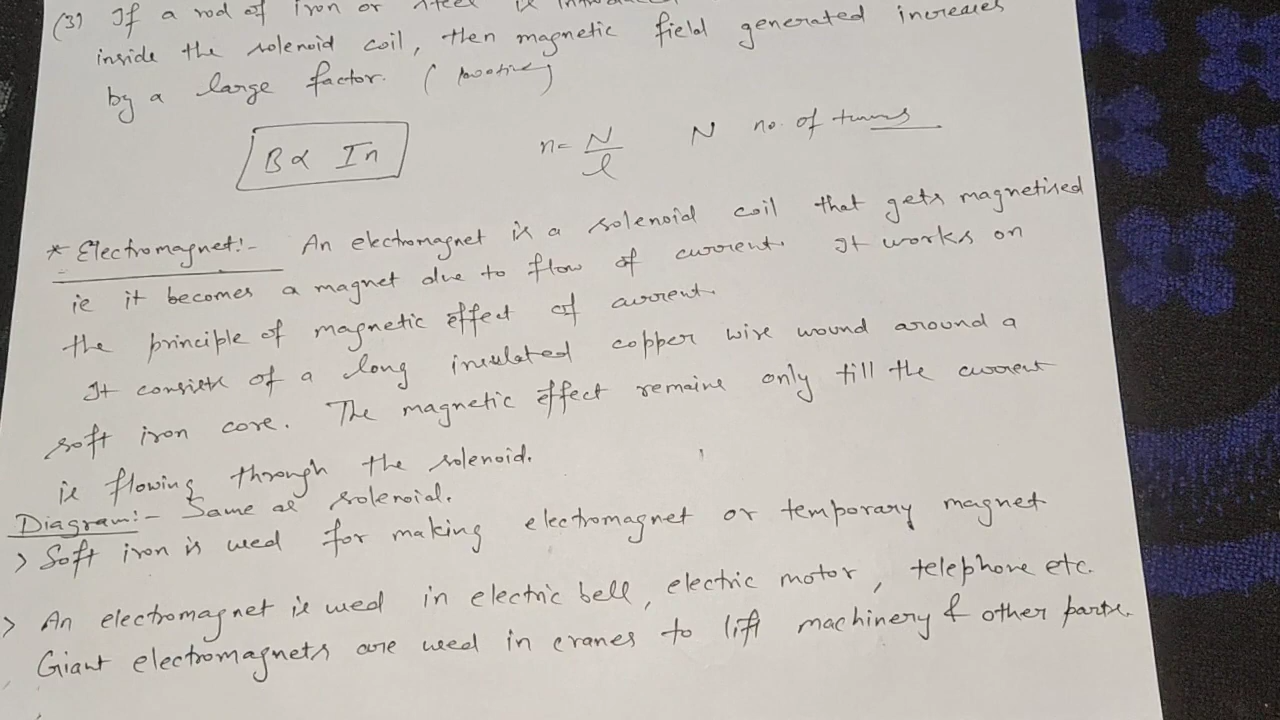 (3) If a rod of iron or steel is
inside the solenoid coil, then magnetic field generated increases
by a large factor. (
B ∝ In
n = N/l N no. of turns
* Electromagnet:- An electromagnet is a solenoid coil that gets magnetised
ie it becomes a magnet due to flow of current. It works on
the principle of magnetic effect of current.
It consists of a long insulated copper wire wound around a
soft iron core. The magnetic effect remains only till the current
is flowing through the solenoid.
Diagram:- Same as solenoid.
> Soft iron is used for making electromagnet or temporary magnet
> An electromagnet is used in electric bell, electric motor, telephone etc.
Giant electromagnets are used in cranes to lift machinery & other parts.